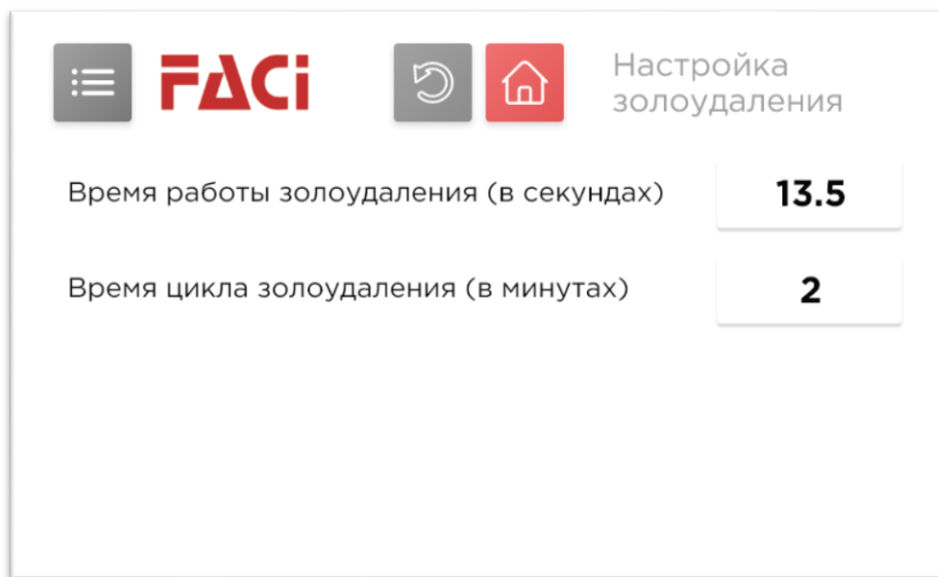 FACi
Настройка
золоудаления
Время работы золоудаления (в секундах) 13.5
Время цикла золоудаления (в минутах) 2